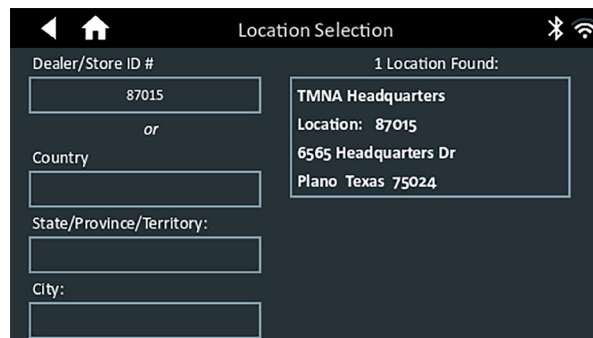 Location Selection
Dealer/Store ID #
87015
or
Country
State/Province/Territory:
City:
1 Location Found:
TMNA Headquarters
Location: 87015
6565 Headquarters Dr
Plano Texas 75024